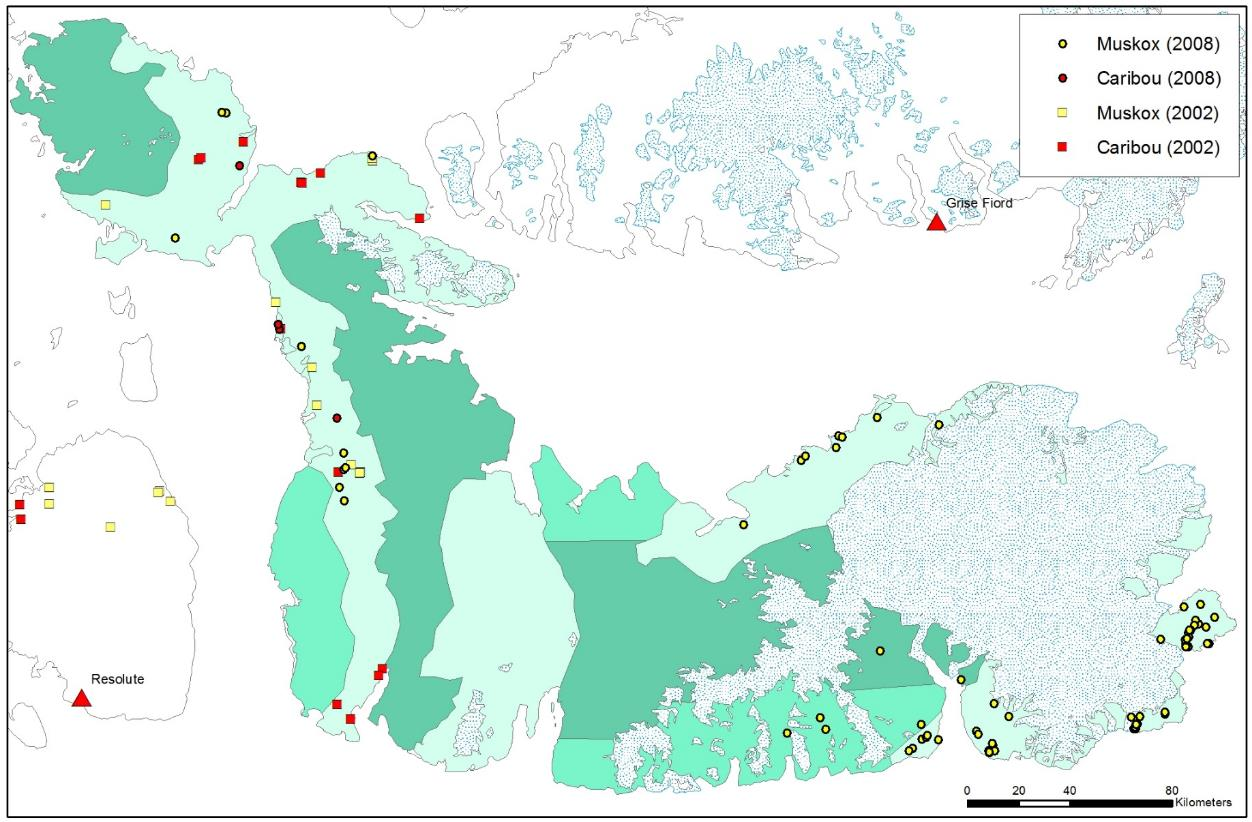 Muskox (2008)
Caribou (2008)
Muskox (2002)
Caribou (2002)
Grise Fiord
Resolute
0 20 40 80
Kilometers